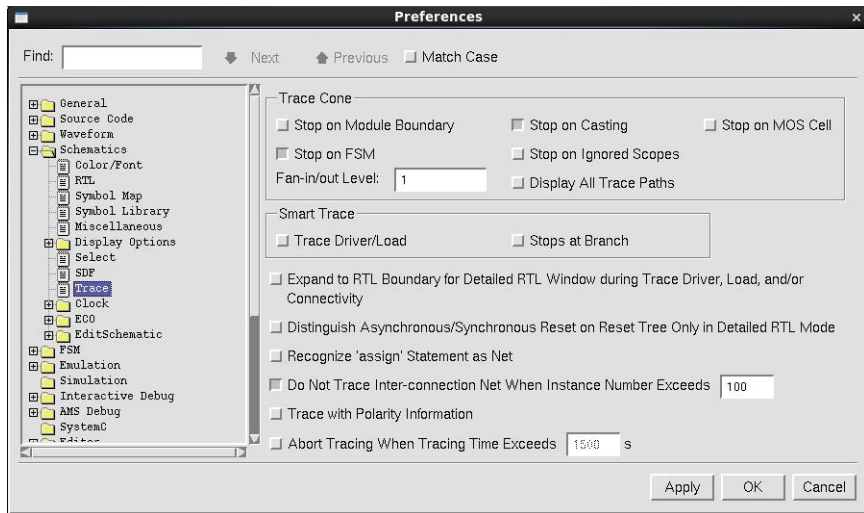 Preferences
Find:
Next
Previous
Match Case
General
Source Code
Waveform
Schematics
Color/Font
RTL
Symbol Map
Symbol Library
Miscellaneous
Display Options
Select
SDF
Trace
Clock
ECO
EditSchematic
FSM
Emulation
Simulation
Interactive Debug
AMS Debug
SystemC
Editor
Trace Cone
Stop on Module Boundary
Stop on Casting
Stop on MOS Cell
Stop on FSM
Stop on Ignored Scopes
Fan-in/out Level: 1
Display All Trace Paths
Smart Trace
Trace Driver/Load
Stops at Branch
Expand to RTL Boundary for Detailed RTL Window during Trace Driver, Load, and/or
Connectivity
Distinguish Asynchronous/Synchronous Reset on Reset Tree Only in Detailed RTL Mode
Recognize 'assign' Statement as Net
Do Not Trace Inter-connection Net When Instance Number Exceeds 100
Trace with Polarity Information
Abort Tracing When Tracing Time Exceeds 1500 s
Apply
OK
Cancel